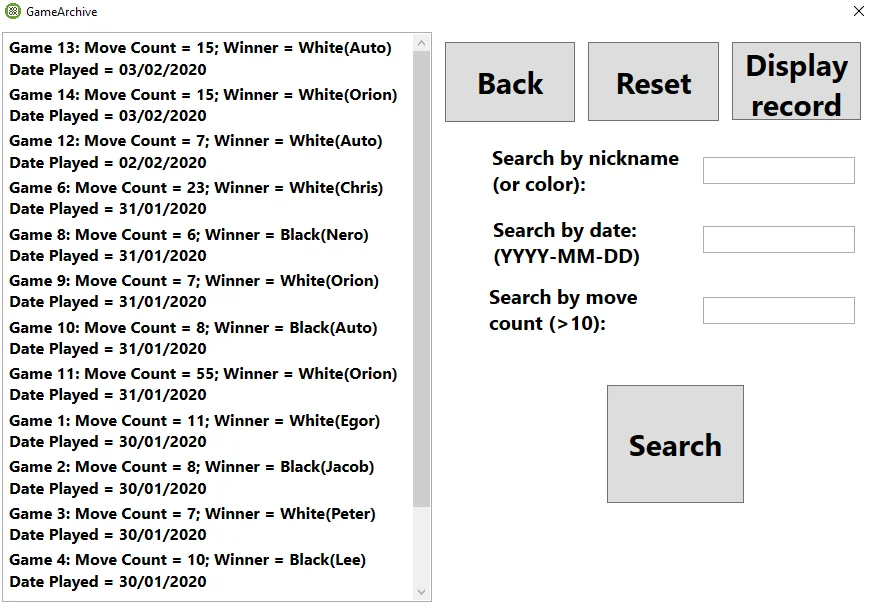 GameArchive
Game 13: Move Count = 15; Winner = White(Auto)
Date Played = 03/02/2020
Game 14: Move Count = 15; Winner = White(Orion)
Date Played = 03/02/2020
Game 12: Move Count = 7; Winner = White(Auto)
Date Played = 02/02/2020
Game 6: Move Count = 23; Winner = White(Chris)
Date Played = 31/01/2020
Game 8: Move Count = 6; Winner = Black(Nero)
Date Played = 31/01/2020
Game 9: Move Count = 7; Winner = White(Orion)
Date Played = 31/01/2020
Game 10: Move Count = 8; Winner = Black(Auto)
Date Played = 31/01/2020
Game 11: Move Count = 55; Winner = White(Orion)
Date Played = 31/01/2020
Game 1: Move Count = 11; Winner = White(Egor)
Date Played = 30/01/2020
Game 2: Move Count = 8; Winner = Black(Jacob)
Date Played = 30/01/2020
Game 3: Move Count = 7; Winner = White(Peter)
Date Played = 30/01/2020
Game 4: Move Count = 10; Winner = Black(Lee)
Date Played = 30/01/2020
Back
Reset
Display
record
Search by nickname
(or color):
Search by date:
(YYYY-MM-DD)
Search by move
count (>10):
Search